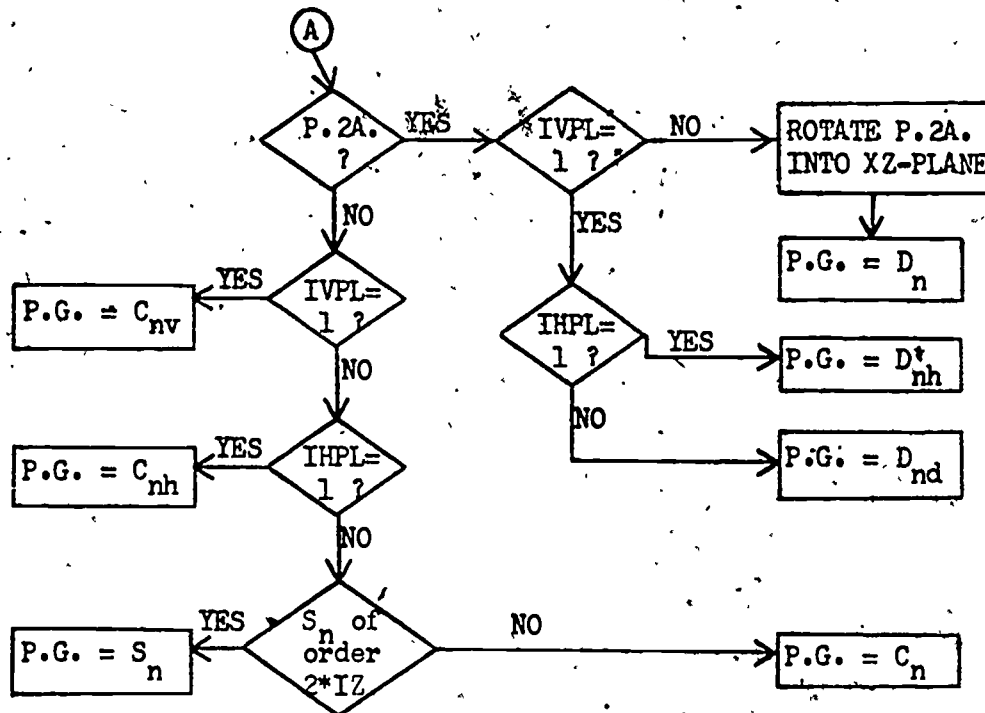 A
P.2A.
?
YES
IVPL=
1 ?
NO
ROTATE P.2A.
INTO XZ-PLANE
NO
YES
P.G. = Dn
YES
IVPL=
1 ?
P.G. = Cnv
IHPL=
1 ?
YES
P.G. = Dnh
NO
NO
YES
IHPL=
1 ?
P.G. = Cnh
P.G. = Dnd
NO
YES
Sn of
order
2*IZ
NO
P.G. = Sn
P.G. = Cn